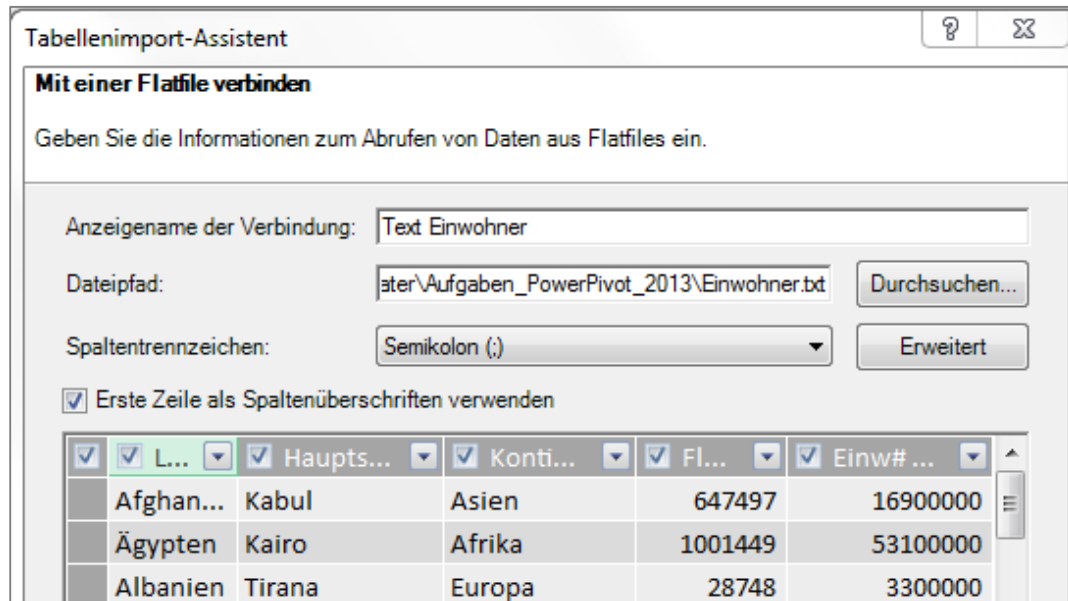 Tabellenimport-Assistent
Mit einer Flatfile verbinden
Geben Sie die Informationen zum Abrufen von Daten aus Flatfiles ein.
Anzeigename der Verbindung: Text Einwohner
Dateipfad: ater\Aufgaben_PowerPivot_2013\Einwohner.txt Durchsuchen...
Spaltentrennzeichen: Semikolon (;) Erweitert
Erste Zeile als Spaltenüberschriften verwenden
L... Haupts... Konti... Fl... Einw# ...
Afghan... Kabul Asien 647497 16900000
Ägypten Kairo Afrika 1001449 53100000
Albanien Tirana Europa 28748 3300000